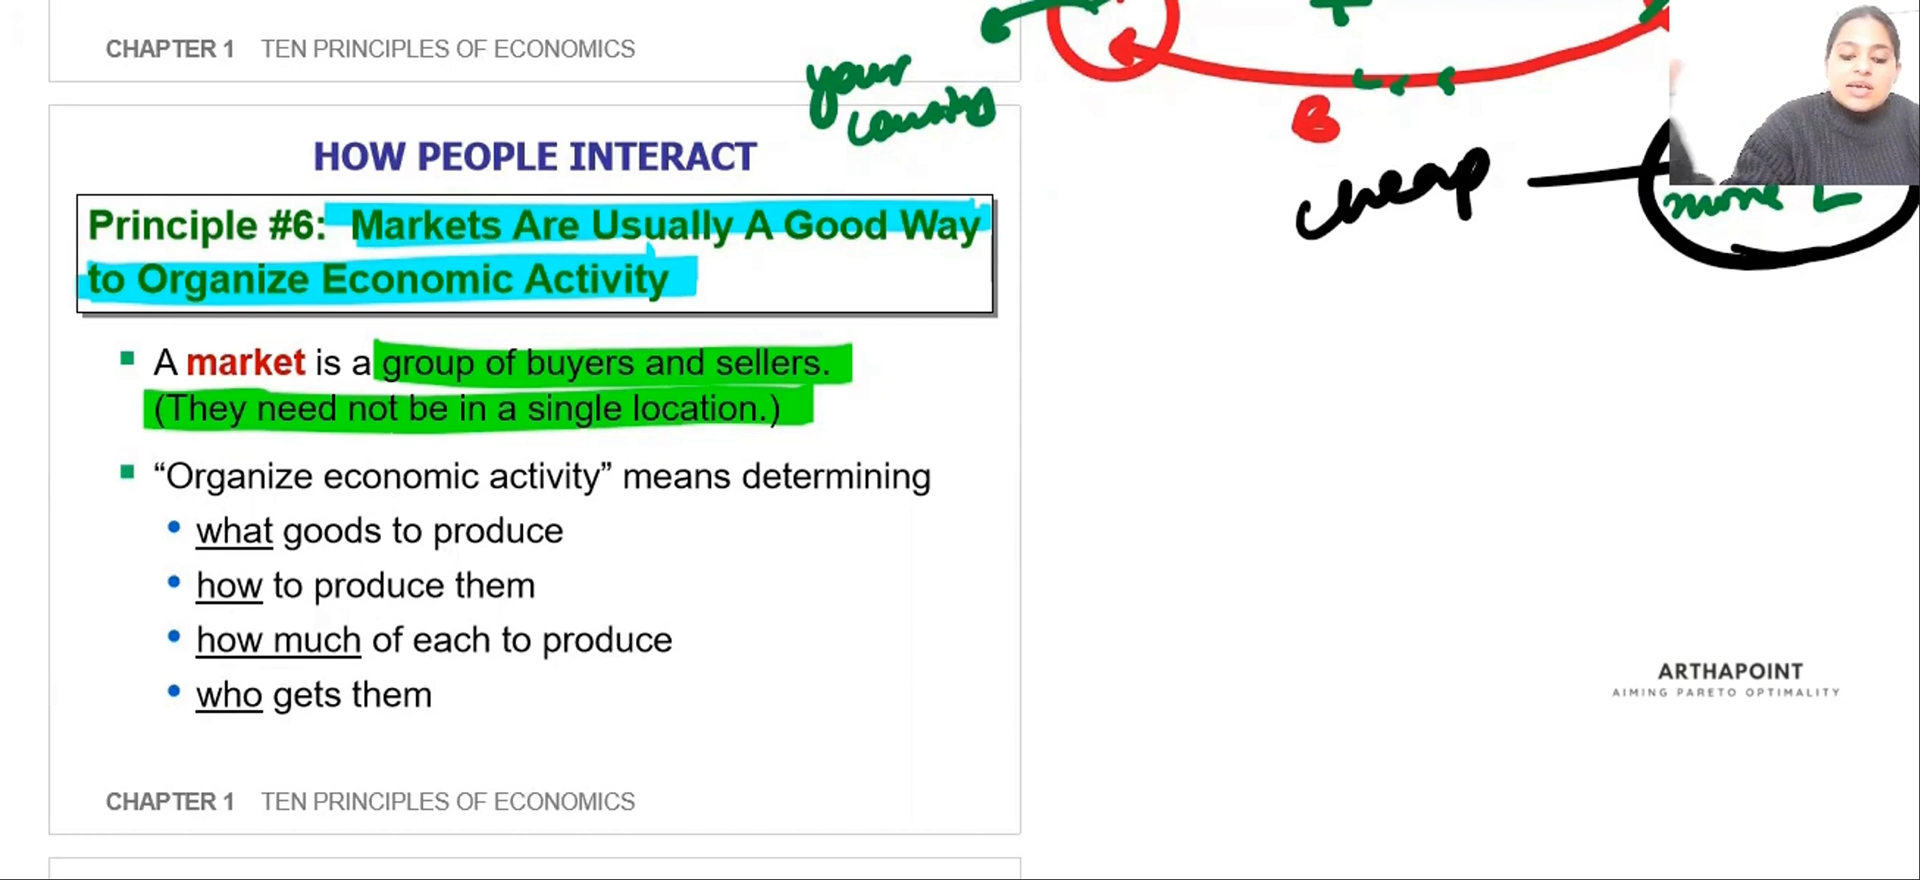 CHAPTER 1 TEN PRINCIPLES OF ECONOMICS
your
country
HOW PEOPLE INTERACT
Principle #6: Markets Are Usually A Good Way
to Organize Economic Activity
A market is a group of buyers and sellers.
(They need not be in a single location.)
“Organize economic activity” means determining
what goods to produce
how to produce them
how much of each to produce
who gets them
CHAPTER 1 TEN PRINCIPLES OF ECONOMICS
B
cheap
more L
ARTHAPOINT
AIMING PARETO OPTIMALITY